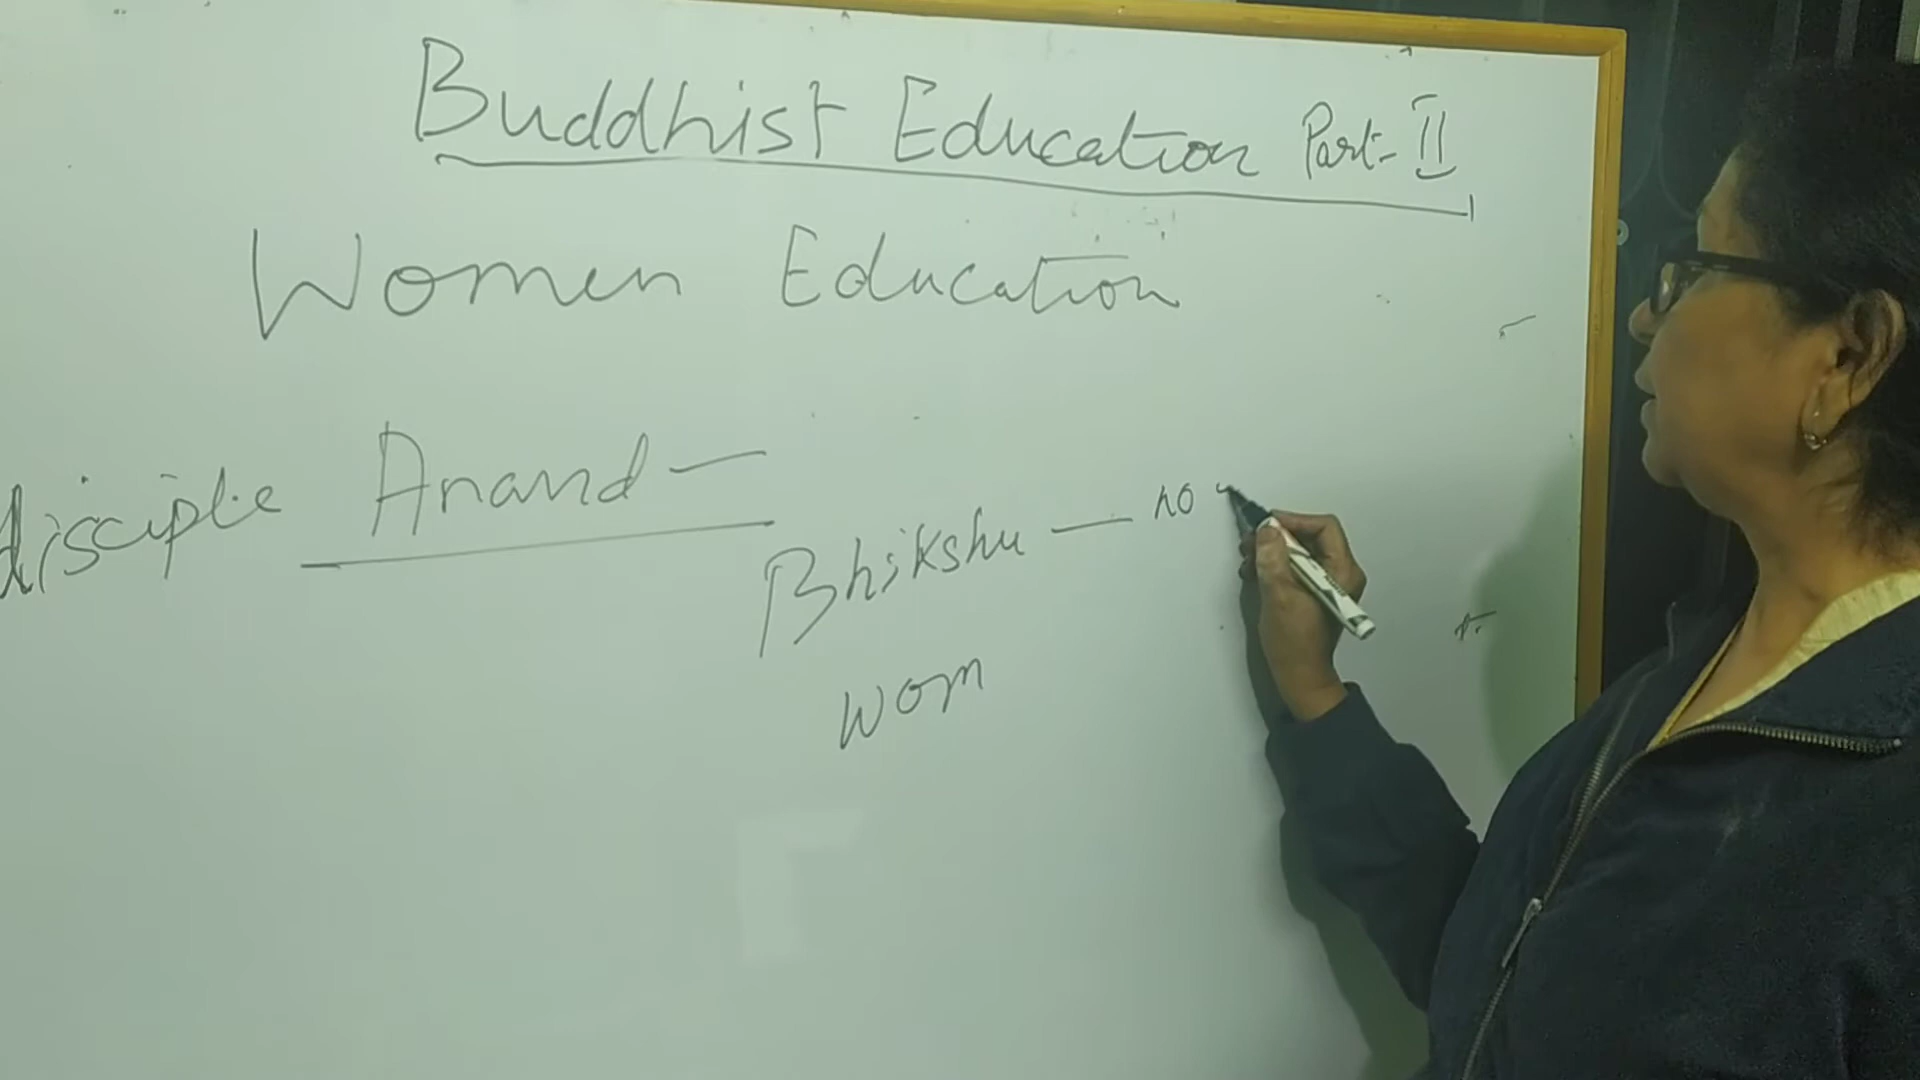 Buddhist Education Part-II
Women Education
disciple Anand-
Bhikshu - no
wom